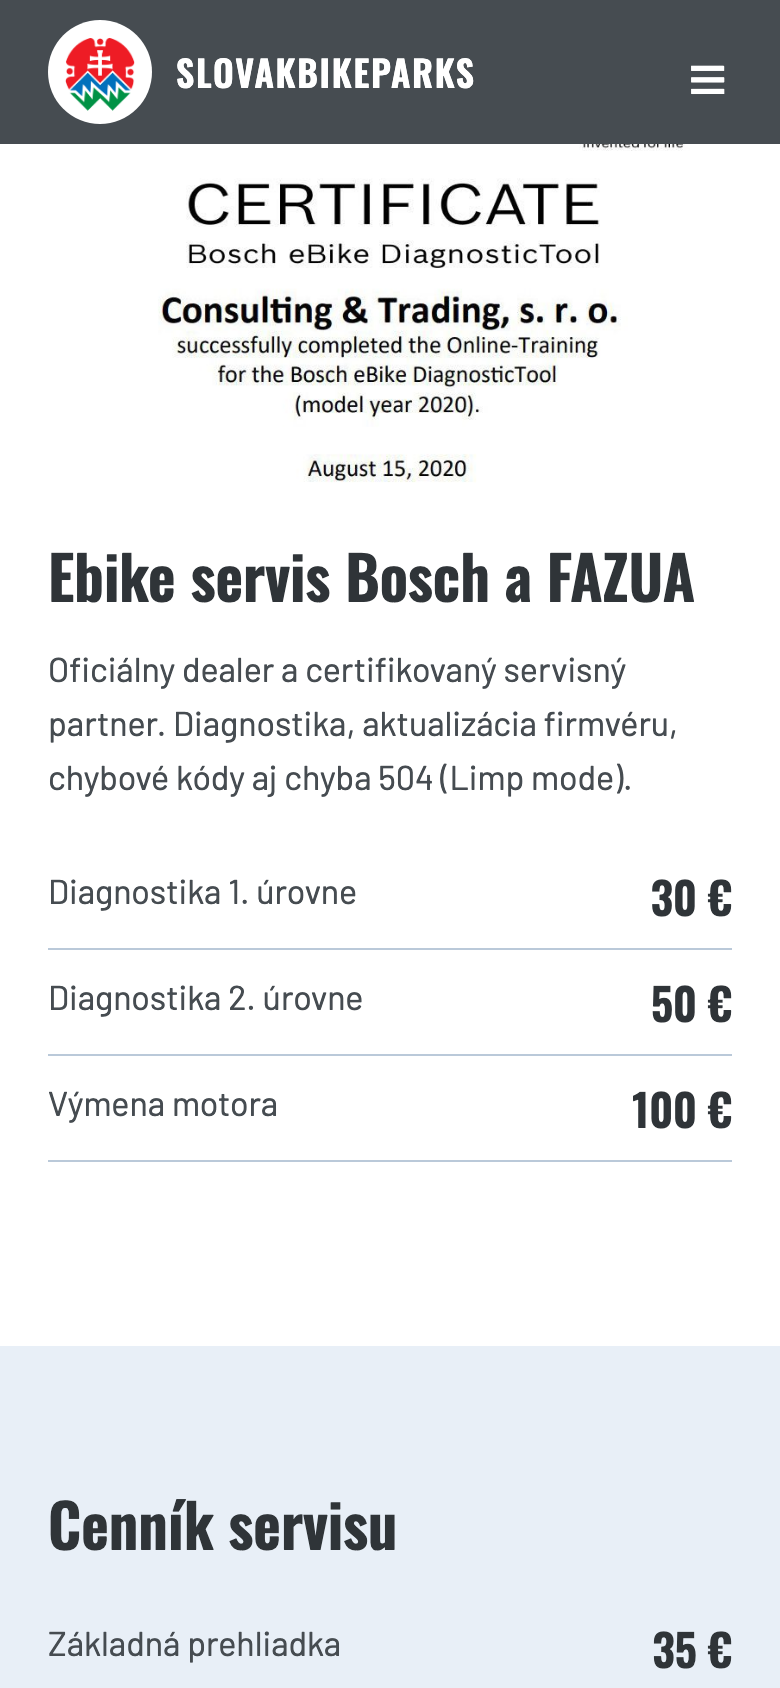 SLOVAKBIKEPARKS
Invented for life
CERTIFICATE
Bosch eBike DiagnosticTool
Consulting & Trading, s. r. o.
successfully completed the Online-Training
for the Bosch eBike DiagnosticTool
(model year 2020).
August 15, 2020
Ebike servis Bosch a FAZUA
Oficiálny dealer a certifikovaný servisný
partner. Diagnostika, aktualizácia firmvéru,
chybové kódy aj chyba 504 (Limp mode).
Diagnostika 1. úrovne 30 €
Diagnostika 2. úrovne 50 €
Výmena motora 100 €
Cenník servisu
Základná prehliadka 35 €